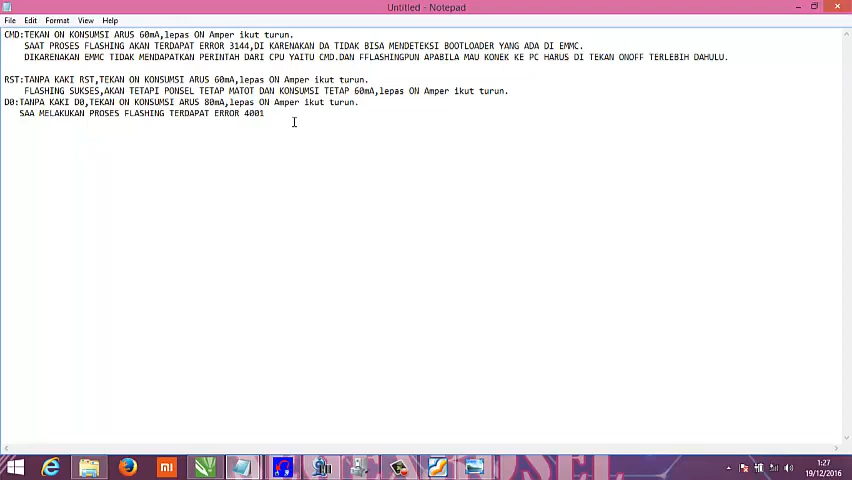 Untitled - Notepad
File Edit Format View Help
CMD:TEKAN ON KONSUMSI ARUS 60mA,lepas ON Amper ikut turun.
SAAT PROSES FLASHING AKAN TERDAPAT ERROR 3144,DI KARENAKAN DA TIDAK BISA MENDETEKSI BOOTLOADER YANG ADA DI EMMC.
DIKARENAKAN EMMC TIDAK MENDAPATKAN PERINTAH DARI CPU YAITU CMD.DAN FFLASHINGPUN APABILA MAU KONEK KE PC HARUS DI TEKAN ONOFF TERLEBIH DAHULU.
RST:TANPA KAKI RST,TEKAN ON KONSUMSI ARUS 60mA,lepas ON Amper ikut turun.
FLASHING SUKSES,AKAN TETAPI PONSEL TETAP MATOT DAN KONSUMSI TETAP 60mA,lepas ON Amper ikut turun.
D0:TANPA KAKI D0,TEKAN ON KONSUMSI ARUS 80mA,lepas ON Amper ikut turun.
SAA MELAKUKAN PROSES FLASHING TERDAPAT ERROR 4001
1:27
19/12/2016